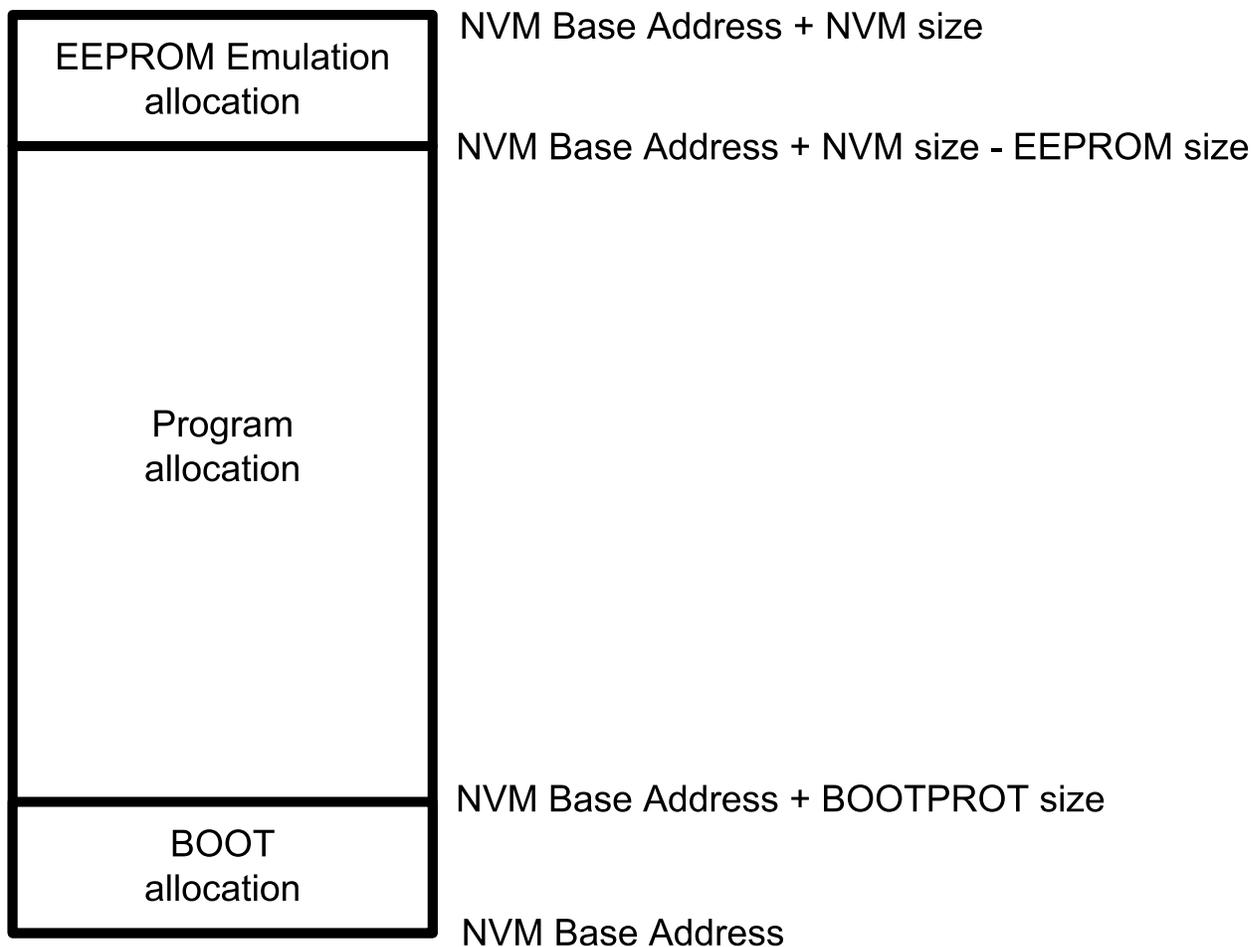 NVM Base Address + NVM size
EEPROM Emulation
allocation
NVM Base Address + NVM size - EEPROM size
Program
allocation
NVM Base Address + BOOTPROT size
BOOT
allocation
NVM Base Address